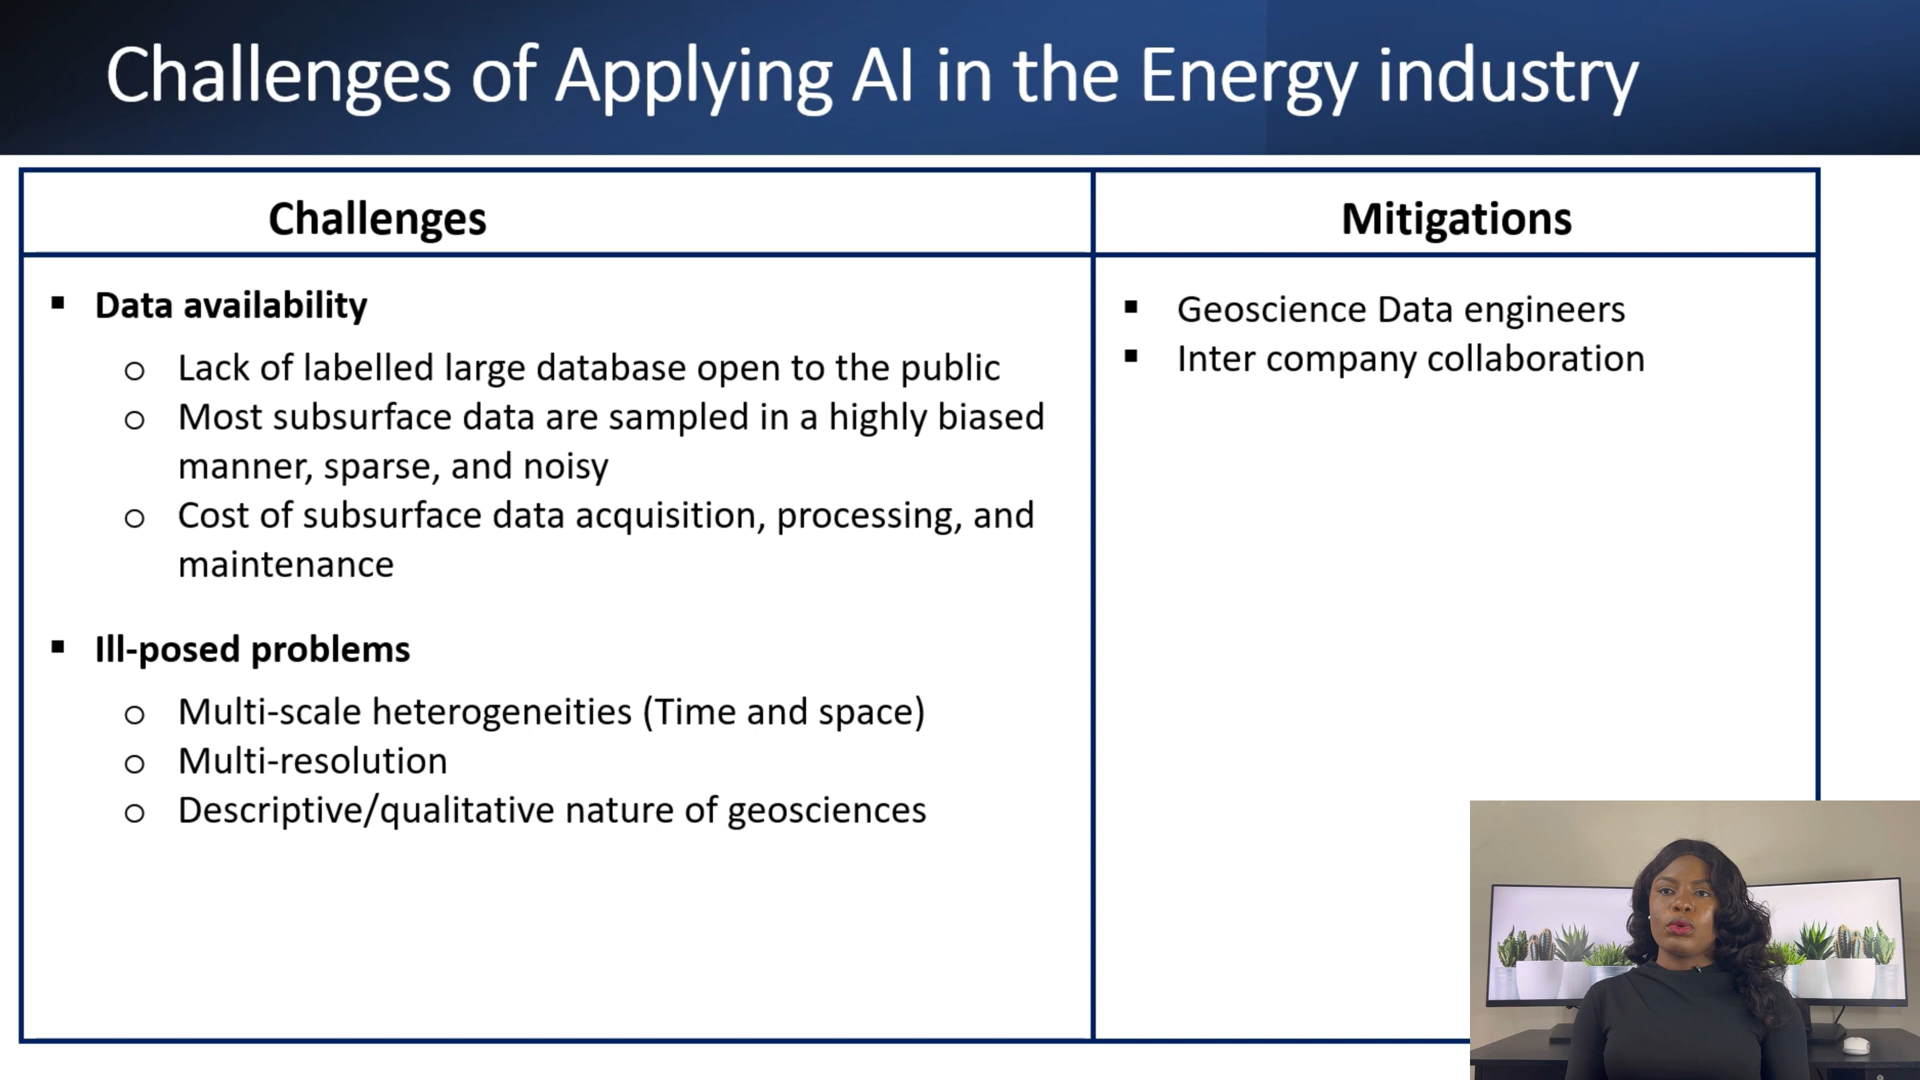 Challenges of Applying AI in the Energy industry
Challenges
Data availability
Lack of labelled large database open to the public
Most subsurface data are sampled in a highly biased
manner, sparse, and noisy
Cost of subsurface data acquisition, processing, and
maintenance
Ill-posed problems
Multi-scale heterogeneities (Time and space)
Multi-resolution
Descriptive/qualitative nature of geosciences
Mitigations
Geoscience Data engineers
Inter company collaboration